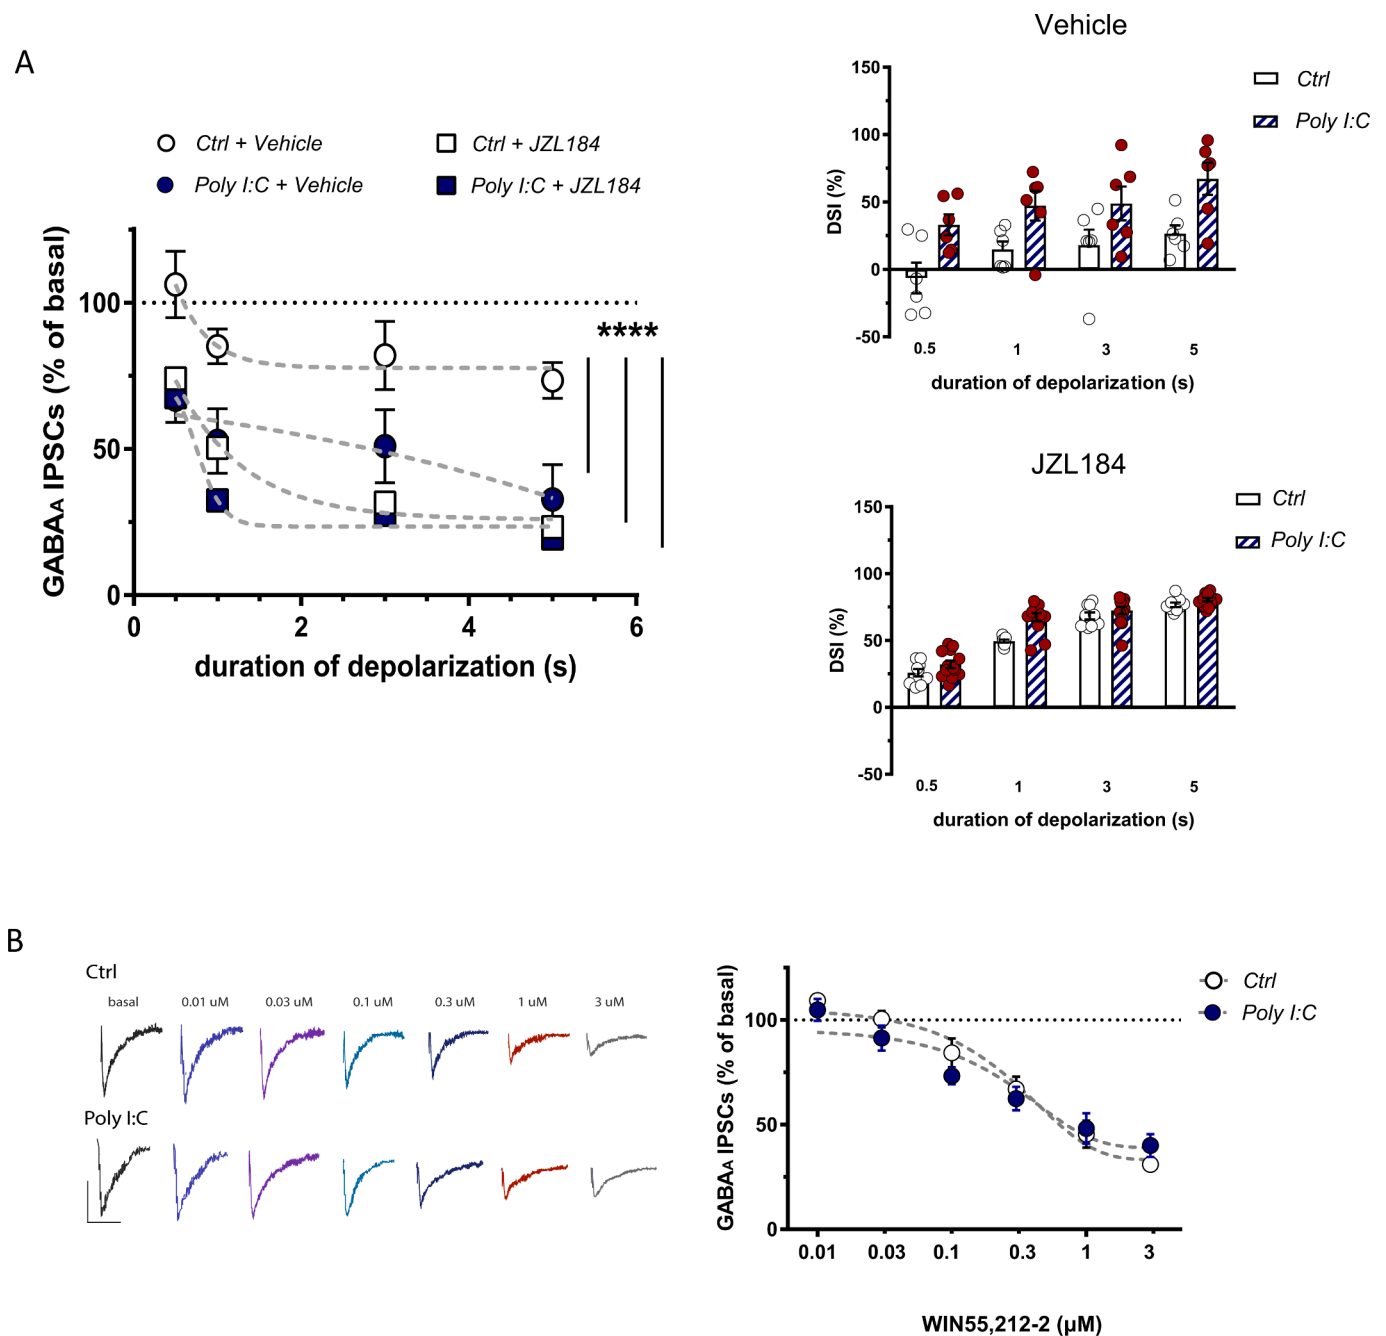 A
Ctrl + Vehicle
Ctrl + JZL184
Poly I:C + Vehicle
Poly I:C + JZL184
GABAA IPSCs (% of basal)
100
50
0
****
0 2 4 6
duration of depolarization (s)
Vehicle
Ctrl
Poly I:C
DSI (%)
150
100
50
0
-50
0.5 1 3 5
duration of depolarization (s)
JZL184
Ctrl
Poly I:C
DSI (%)
150
100
50
0
-50
0.5 1 3 5
duration of depolarization (s)
B
Ctrl
basal 0.01 uM 0.03 uM 0.1 uM 0.3 uM 1 uM 3 uM
Poly I:C
GABAA IPSCs (% of basal)
100
50
0
Ctrl
Poly I:C
0.01 0.03 0.1 0.3 1 3
WIN55,212-2 (μM)